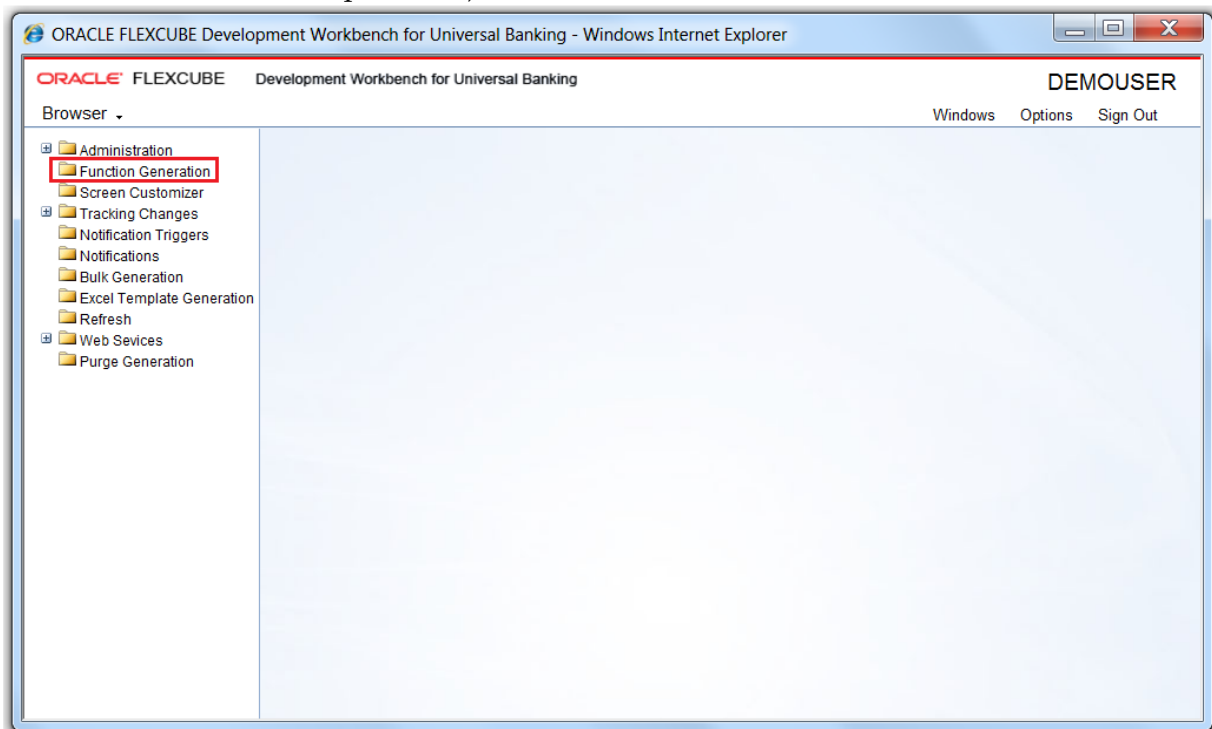 ORACLE FLEXCUBE Development Workbench for Universal Banking - Windows Internet Explorer
ORACLE FLEXCUBE Development Workbench for Universal Banking DEMOUSER
Browser Windows Options Sign Out
Administration
Function Generation
Screen Customizer
Tracking Changes
Notification Triggers
Notifications
Bulk Generation
Excel Template Generation
Refresh
Web Sevices
Purge Generation